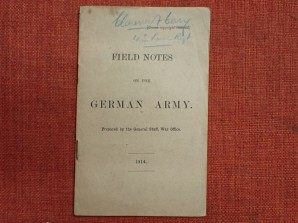 FIELD NOTES
ON THE
GERMAN ARMY.
Prepared by the General Staff, War Office.
1914.